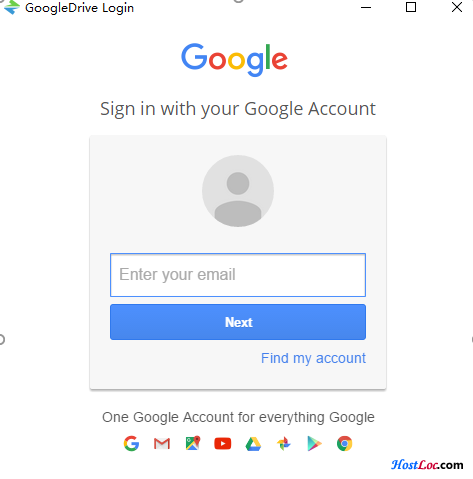 GoogleDrive Login
Google
Sign in with your Google Account
Enter your email
Next
Find my account
One Google Account for everything Google
HostLoc.com